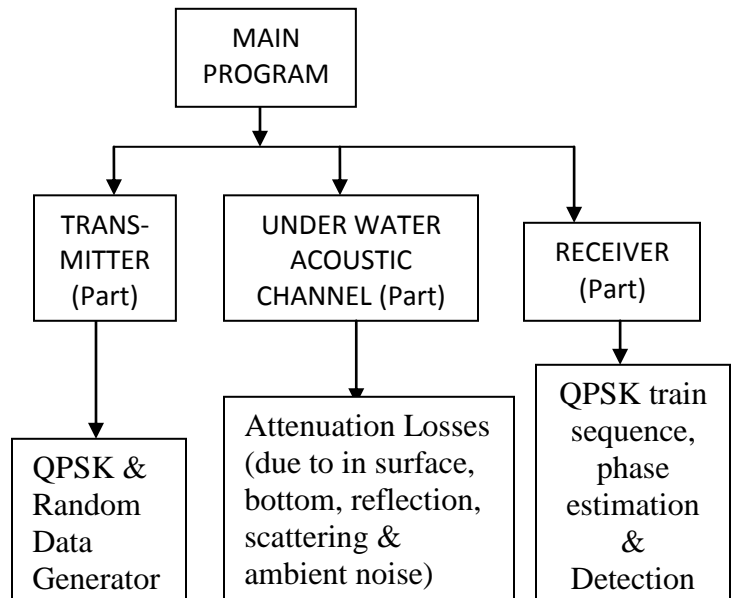 MAIN
PROGRAM
TRANS-
MITTER
(Part)
UNDER WATER
ACOUSTIC
CHANNEL (Part)
RECEIVER
(Part)
QPSK &
Random
Data
Generator
Attenuation Losses
(due to in surface,
bottom, reflection,
scattering &
ambient noise)
QPSK train
sequence,
phase
estimation
&
Detection